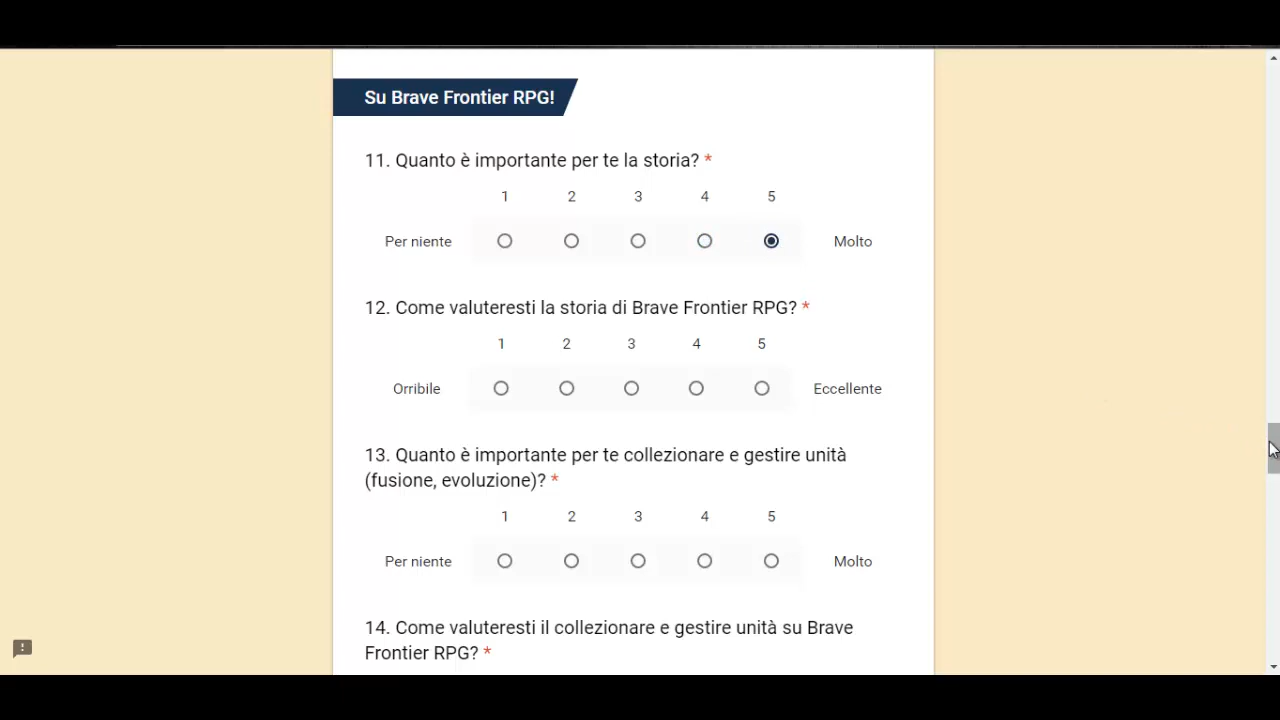 Su Brave Frontier RPG!
11. Quanto è importante per te la storia? *
1 2 3 4 5
Per niente Molto
12. Come valuteresti la storia di Brave Frontier RPG? *
1 2 3 4 5
Orribile Eccellente
13. Quanto è importante per te collezionare e gestire unità
(fusione, evoluzione)? *
1 2 3 4 5
Per niente Molto
14. Come valuteresti il collezionare e gestire unità su Brave
Frontier RPG? *